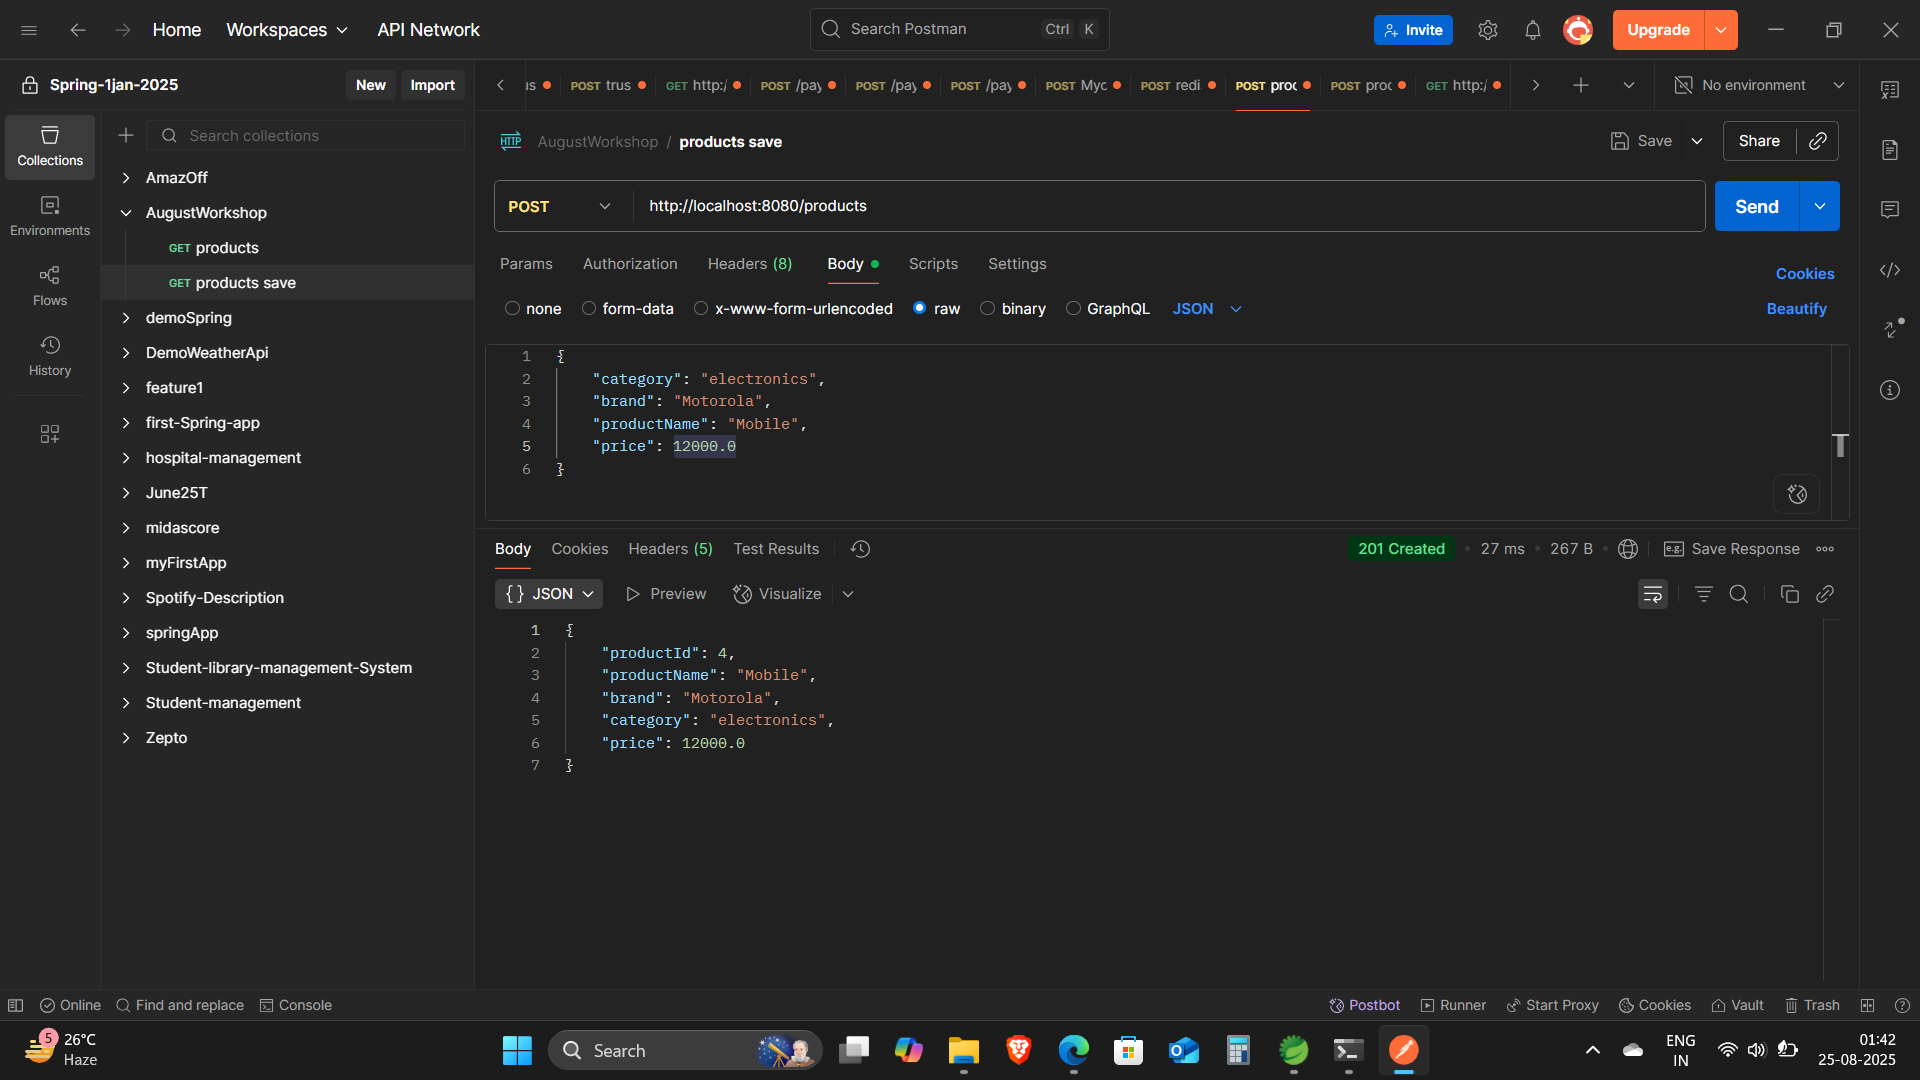 Home
Workspaces
API Network
Search Postman
Ctrl
K
Invite
Upgrade
Spring-1jan-2025
New
Import
us
POST trus
GET http:/
POST /pay
POST /pay
POST /pay
POST Myc
POST redi
POST proc
POST proc
GET http:/
No environment
Collections
Environments
Flows
History
Search collections
AmazOff
AugustWorkshop
GET products
GET products save
demoSpring
DemoWeatherApi
feature1
first-Spring-app
hospital-management
June25T
midascore
myFirstApp
Spotify-Description
springApp
Student-library-management-System
Student-management
Zepto
HTTP
AugustWorkshop / products save
Save
Share
POST
http://localhost:8080/products
Send
Params
Authorization
Headers (8)
Body
Scripts
Settings
Cookies
none
form-data
x-www-form-urlencoded
raw
binary
GraphQL
JSON
Beautify
1 {
2 "category": "electronics",
3 "brand": "Motorola",
4 "productName": "Mobile",
5 "price": 12000.0
6 }
Body
Cookies
Headers (5)
Test Results
201 Created
27 ms
267 B
e.g.
Save Response
{} JSON
Preview
Visualize
1 {
2 "productId": 4,
3 "productName": "Mobile",
4 "brand": "Motorola",
5 "category": "electronics",
6 "price": 12000.0
7 }
Online
Find and replace
Console
Postbot
Runner
Start Proxy
Cookies
Vault
Trash
5
26°C
Haze
Search
ENG
IN
01:42
25-08-2025